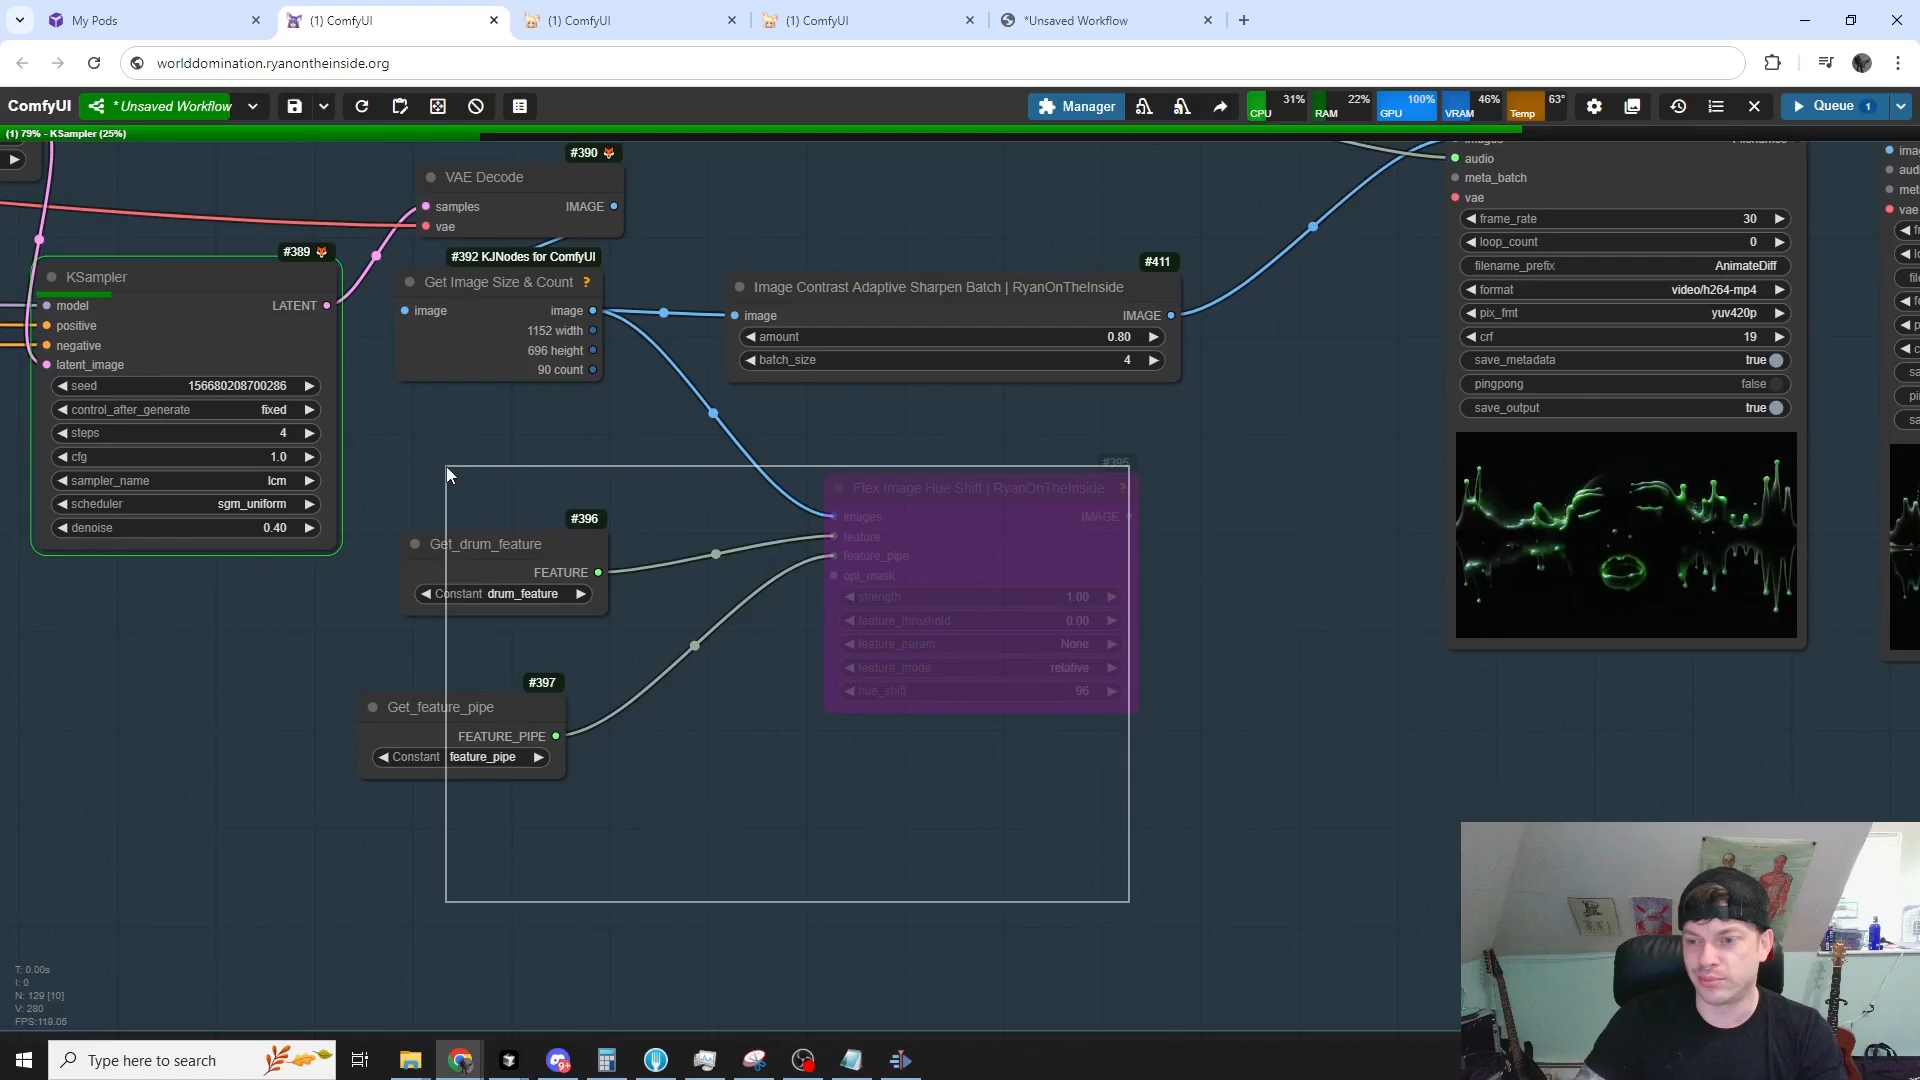 My Pods
(1) ComfyUI
(1) ComfyUI
(1) ComfyUI
*Unsaved Workflow
worlddomination.ryanontheinside.org
ComfyUI
* Unsaved Workflow
Manager
CPU 31%
RAM 22%
GPU 100%
VRAM 46%
Temp 63°
Queue 1
(1) 79% - KSampler (25%)
#390
VAE Decode
samples
IMAGE
vae
#389
KSampler
model
LATENT
positive
negative
latent_image
seed 156680208700286
control_after_generate fixed
steps 4
cfg 1.0
sampler_name lcm
scheduler sgm_uniform
denoise 0.40
#392 KJNodes for ComfyUI
Get Image Size & Count ?
image
image
1152 width
696 height
90 count
#411
Image Contrast Adaptive Sharpen Batch | RyanOnTheInside
image
IMAGE
amount 0.80
batch_size 4
#396
Get_drum_feature
FEATURE
Constant drum_feature
#397
Get_feature_pipe
FEATURE_PIPE
Constant feature_pipe
#395
Flex Image Hue Shift | RyanOnTheInside ?
images
IMAGE
feature
feature_pipe
opt_mask
strength 1.00
feature_threshold 0.00
feature_param None
feature_mode relative
hue_shift 96
audio
meta_batch
vae
frame_rate 30
loop_count 0
filename_prefix AnimateDiff
format video/h264-mp4
pix_fmt yuv420p
crf 19
save_metadata true
pingpong false
save_output true
vae
T: 0.00s
I: 0
N: 129 [10]
V: 280
FPS:119.05
Type here to search
9+